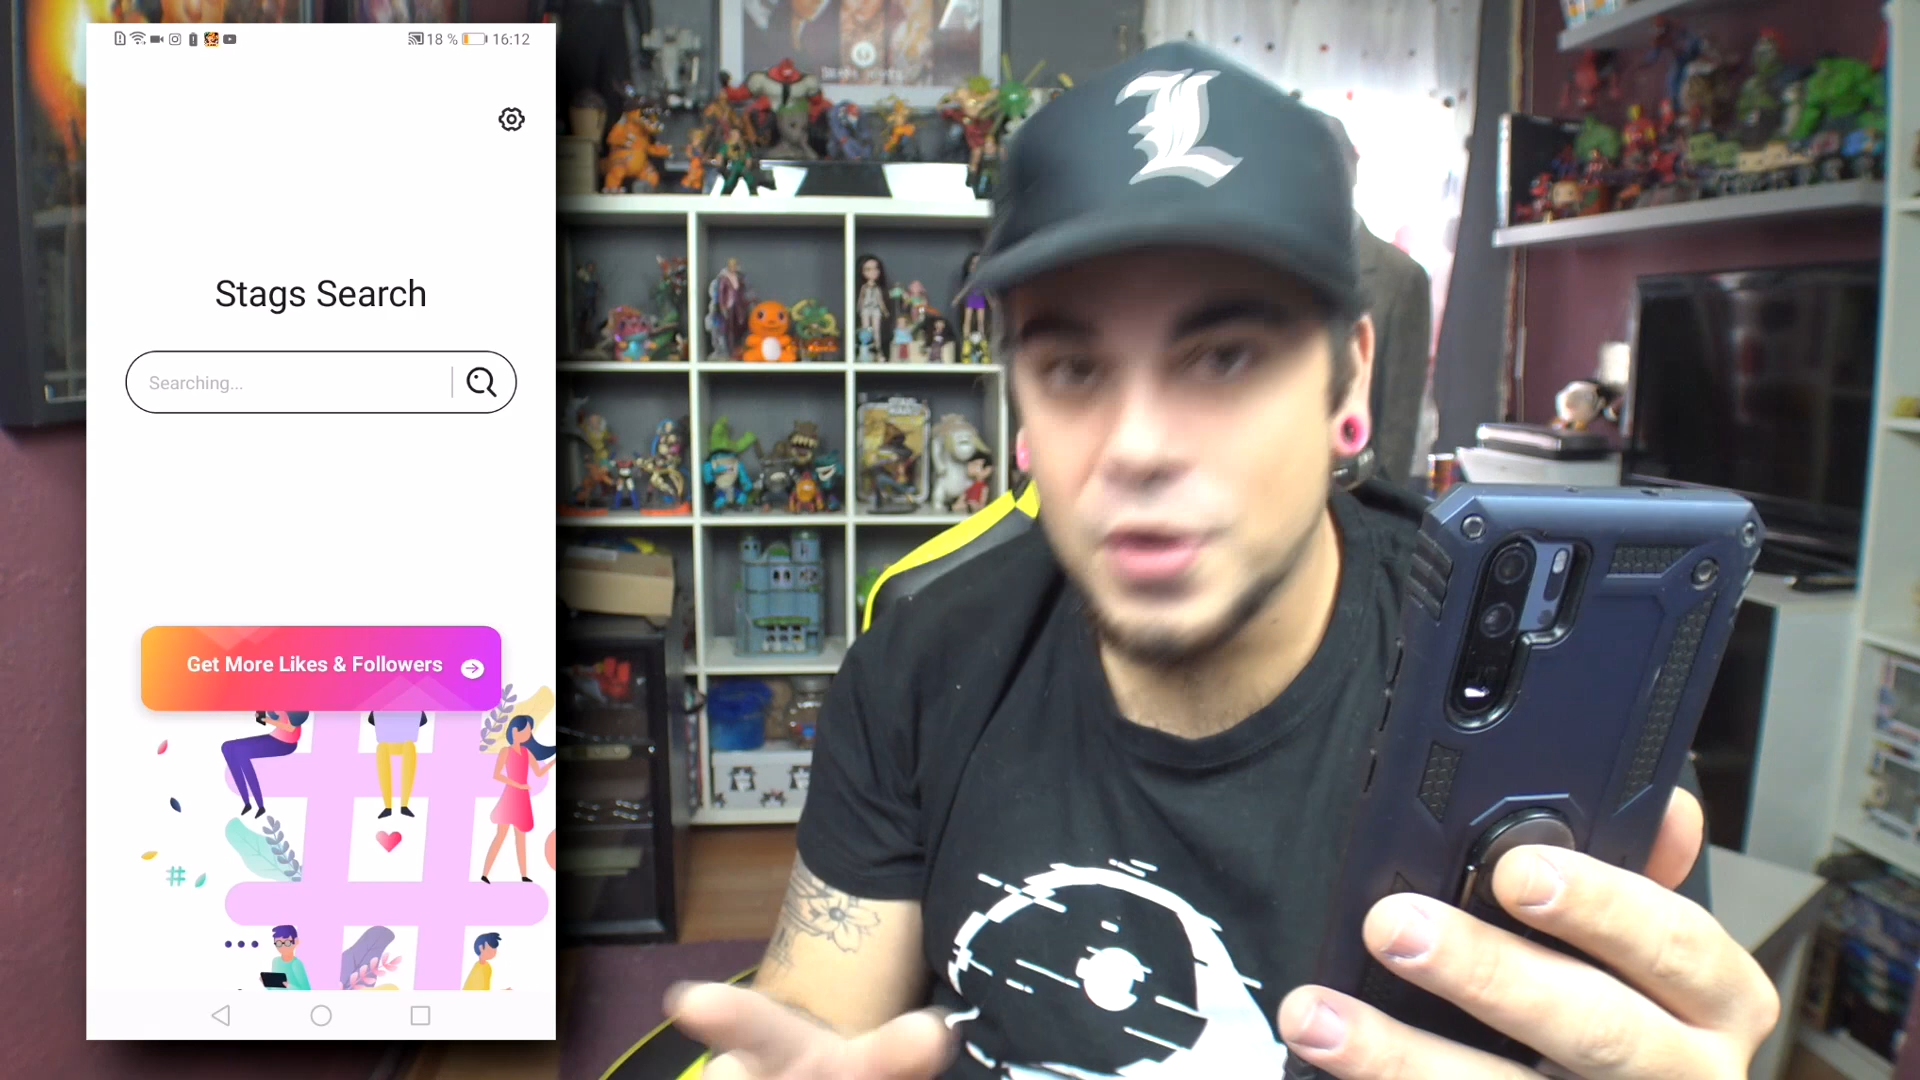 18 % 16:12
Stags Search
Searching...
Get More Likes & Followers
L